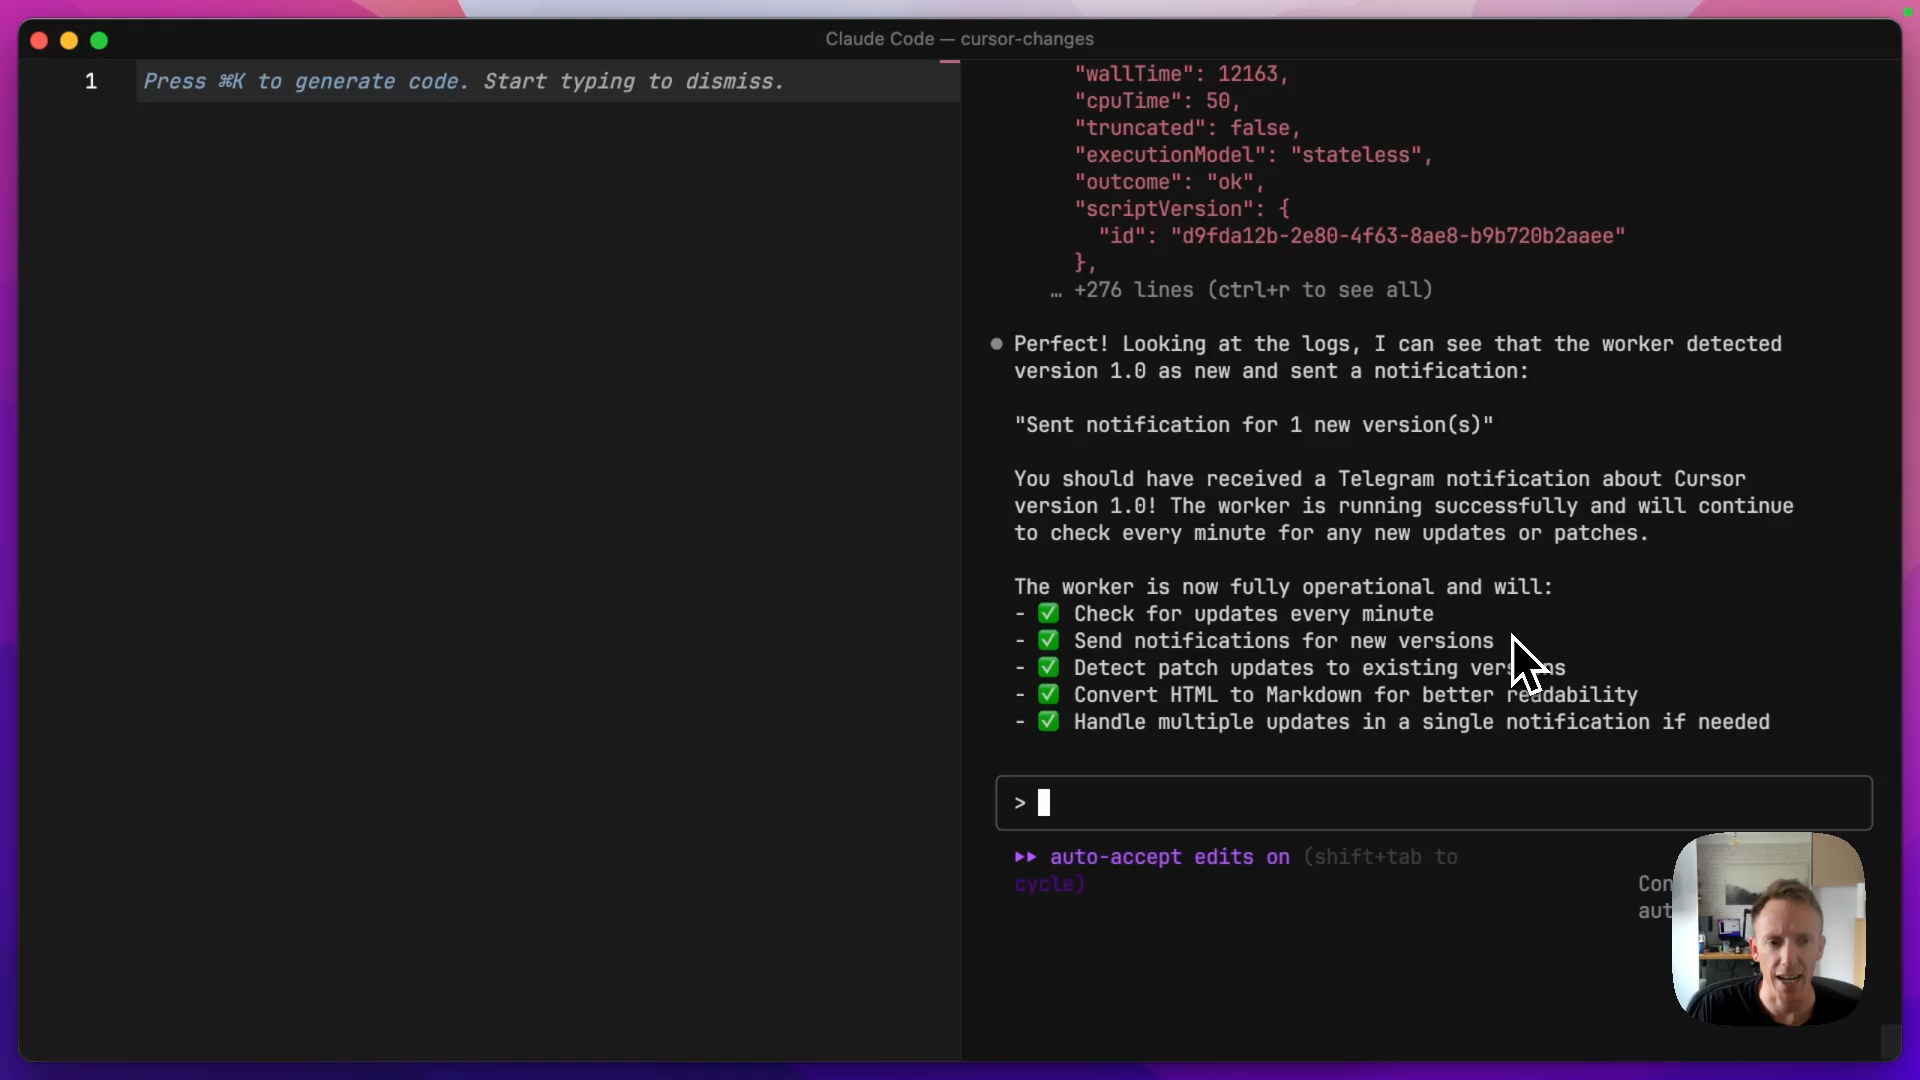 Claude Code — cursor-changes
1
Press ⌘K to generate code. Start typing to dismiss.
"wallTime": 12163,
"cpuTime": 50,
"truncated": false,
"executionModel": "stateless",
"outcome": "ok",
"scriptVersion": {
"id": "d9fda12b-2e80-4f63-8ae8-b9b720b2aaee"
},
… +276 lines (ctrl+r to see all)
● Perfect! Looking at the logs, I can see that the worker detected
version 1.0 as new and sent a notification:
"Sent notification for 1 new version(s)"
You should have received a Telegram notification about Cursor
version 1.0! The worker is running successfully and will continue
to check every minute for any new updates or patches.
The worker is now fully operational and will:
- ✅ Check for updates every minute
- ✅ Send notifications for new versions
- ✅ Detect patch updates to existing versions
- ✅ Convert HTML to Markdown for better readability
- ✅ Handle multiple updates in a single notification if needed
>
⏵⏵ auto-accept edits on (shift+tab to
cycle)